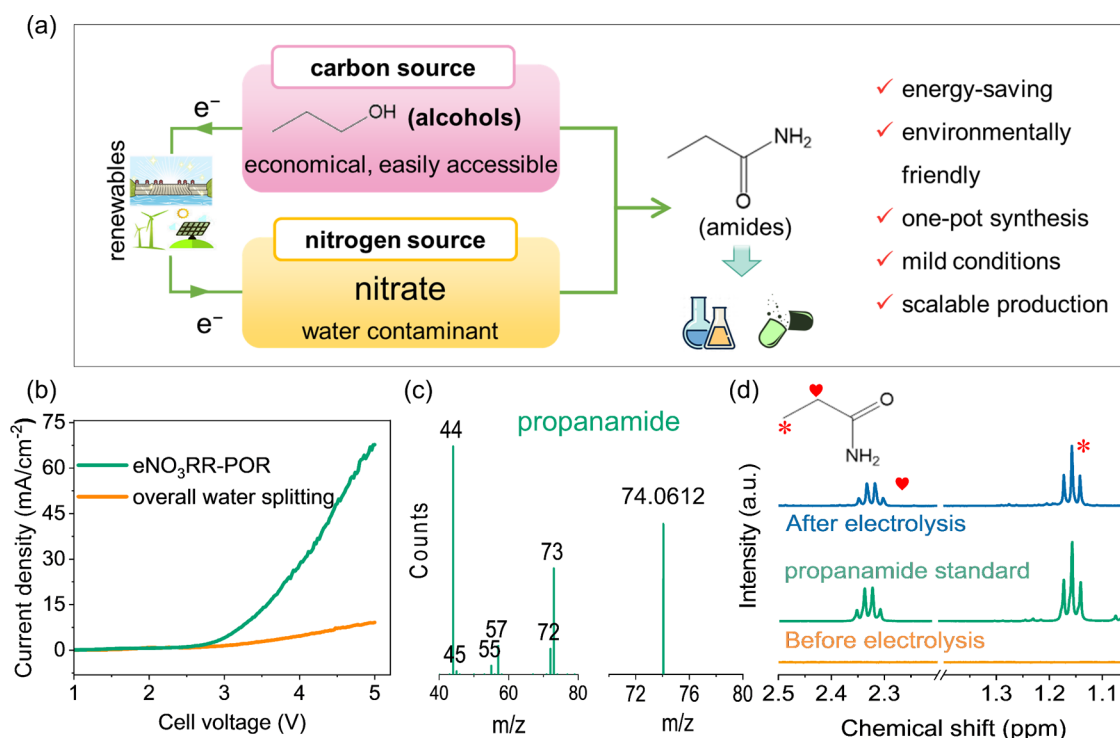 (a)
carbon source
e⁻
OH (alcohols)
economical, easily accessible
renewables
nitrogen source
nitrate
water contaminant
e⁻
NH₂
O
(amides)
✓ energy-saving
✓ environmentally
friendly
✓ one-pot synthesis
✓ mild conditions
✓ scalable production
(b)
Current density (mA/cm⁻²)
75
60
45
30
15
0
eNO₃RR-POR
overall water splitting
1 2 3 4 5
Cell voltage (V)
(c)
propanamide
Counts
44
45
55
57
72
73
74.0612
40 60 80
74 80
m/z
m/z
(d)
Intensity (a.u.)
O
NH₂
*
♥
♥
*
After electrolysis
propanamide standard
Before electrolysis
2.5 2.3 1.3 1.2 1.1
Chemical shift (ppm)